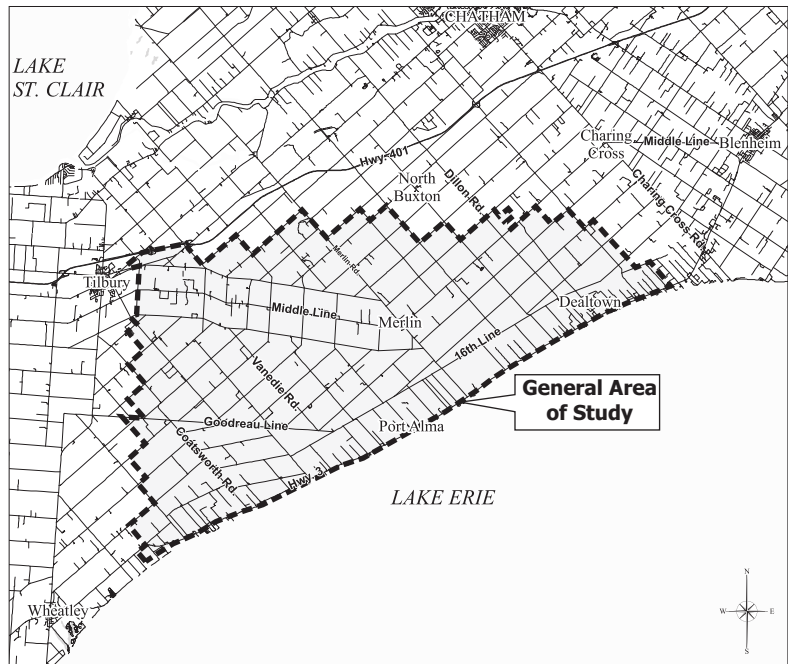 CHATHAM
LAKE
ST. CLAIR
Charing
Cross
Middle Line
Blenheim
Hwy 401
North
Buxton
Dillon Rd.
Charing Cross Rd.
Merlin Rd.
Tilbury
Middle Line
Merlin
Dealtown
16th Line
Vanedie Rd.
General Area
of Study
Goodreau Line
Port Alma
Coatsworth Rd.
Hwy. 3
LAKE ERIE
N
W
E
S
Wheatley